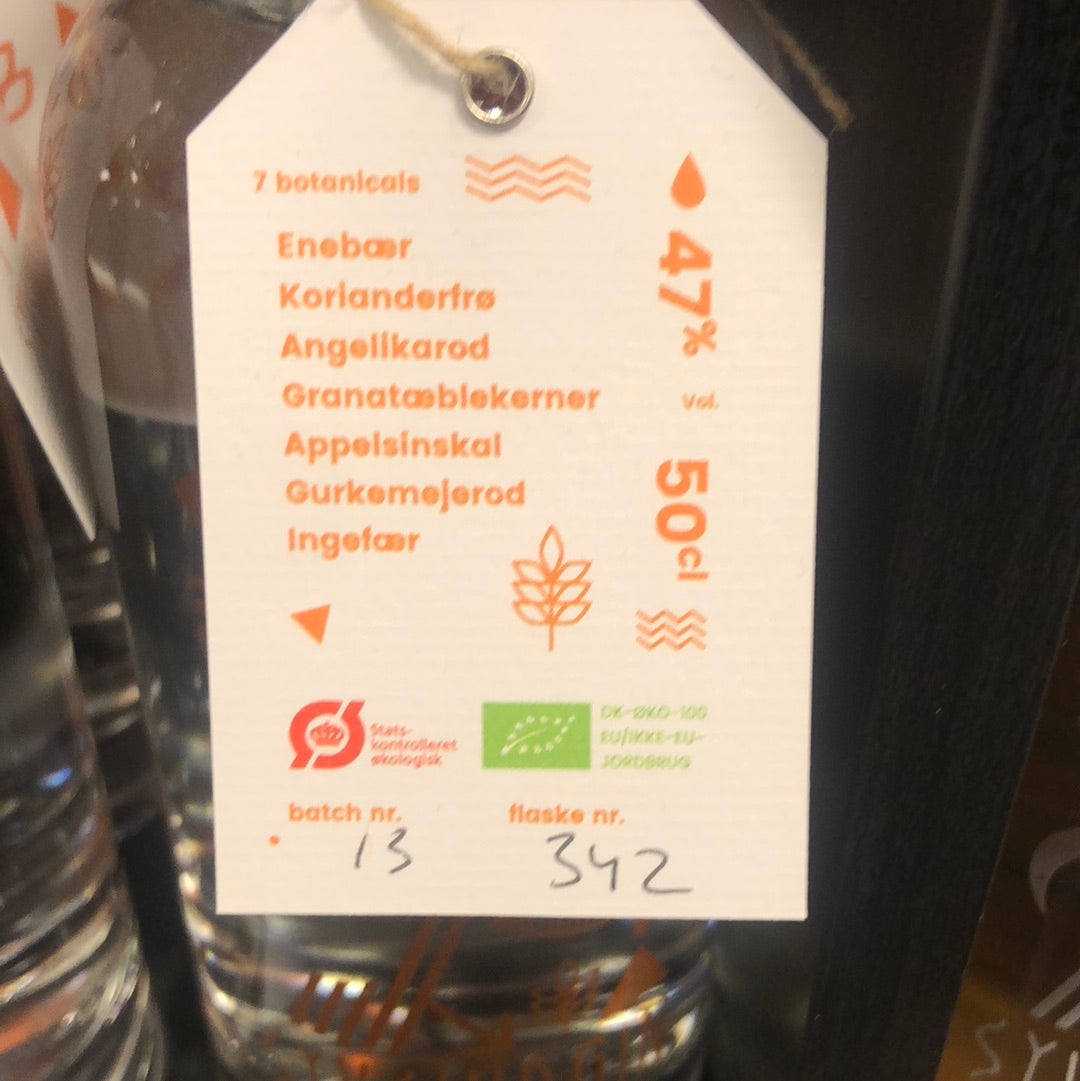 7 botanicals
Enebær
Korianderfrø
Angelikarod
Granatæblekerner
Appelsinskal
Gurkemejerod
Ingefær
47%
Vol.
50cl
Stats-
kontrolleret
økologisk
DK-ØKO-100
EU/IKKE-EU-
JORDBRUG
batch nr.
13
flaske nr.
342